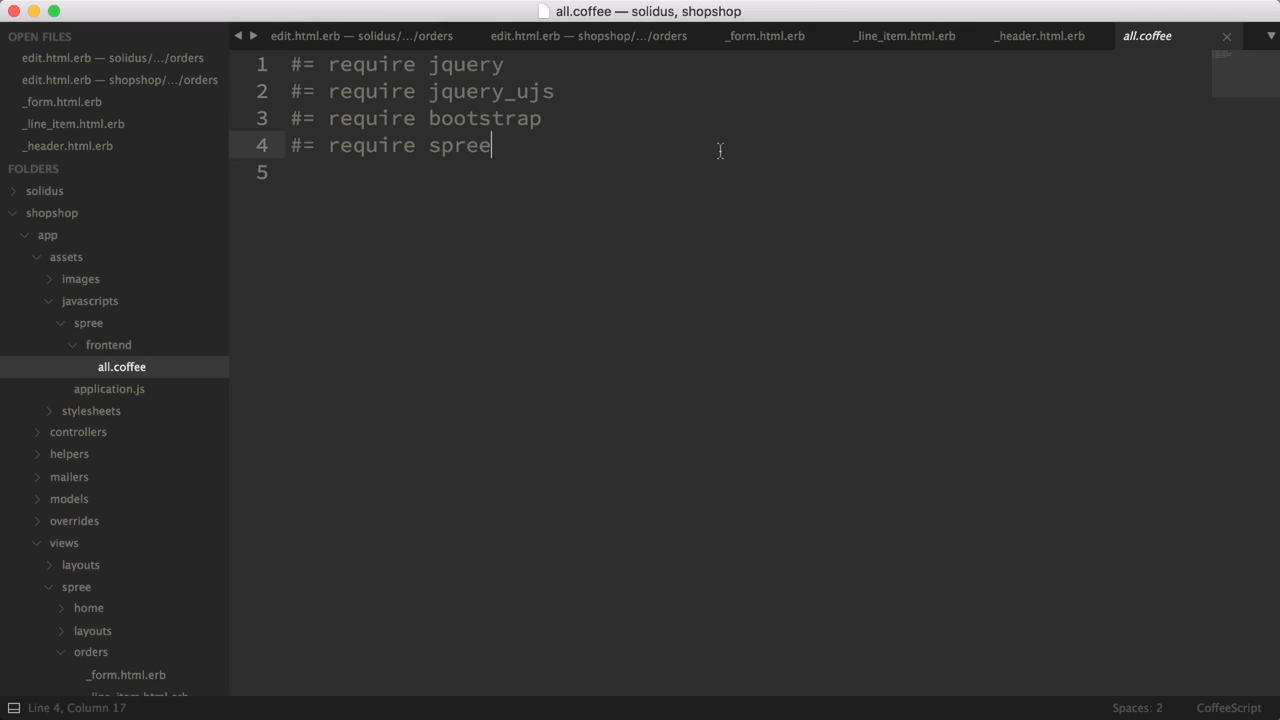 all.coffee — solidus, shopshop
OPEN FILES
edit.html.erb — solidus/.../orders
edit.html.erb — shopshop/.../orders
_form.html.erb
_line_item.html.erb
_header.html.erb
FOLDERS
solidus
shopshop
app
assets
images
javascripts
spree
frontend
all.coffee
application.js
stylesheets
controllers
helpers
mailers
models
overrides
views
layouts
spree
home
layouts
orders
_form.html.erb
_line_item.html.erb
edit.html.erb — solidus/.../orders
edit.html.erb — shopshop/.../orders
_form.html.erb
_line_item.html.erb
_header.html.erb
all.coffee
1 #= require jquery
2 #= require jquery_ujs
3 #= require bootstrap
4 #= require spree
5
Line 4, Column 17
Spaces: 2
CoffeeScript